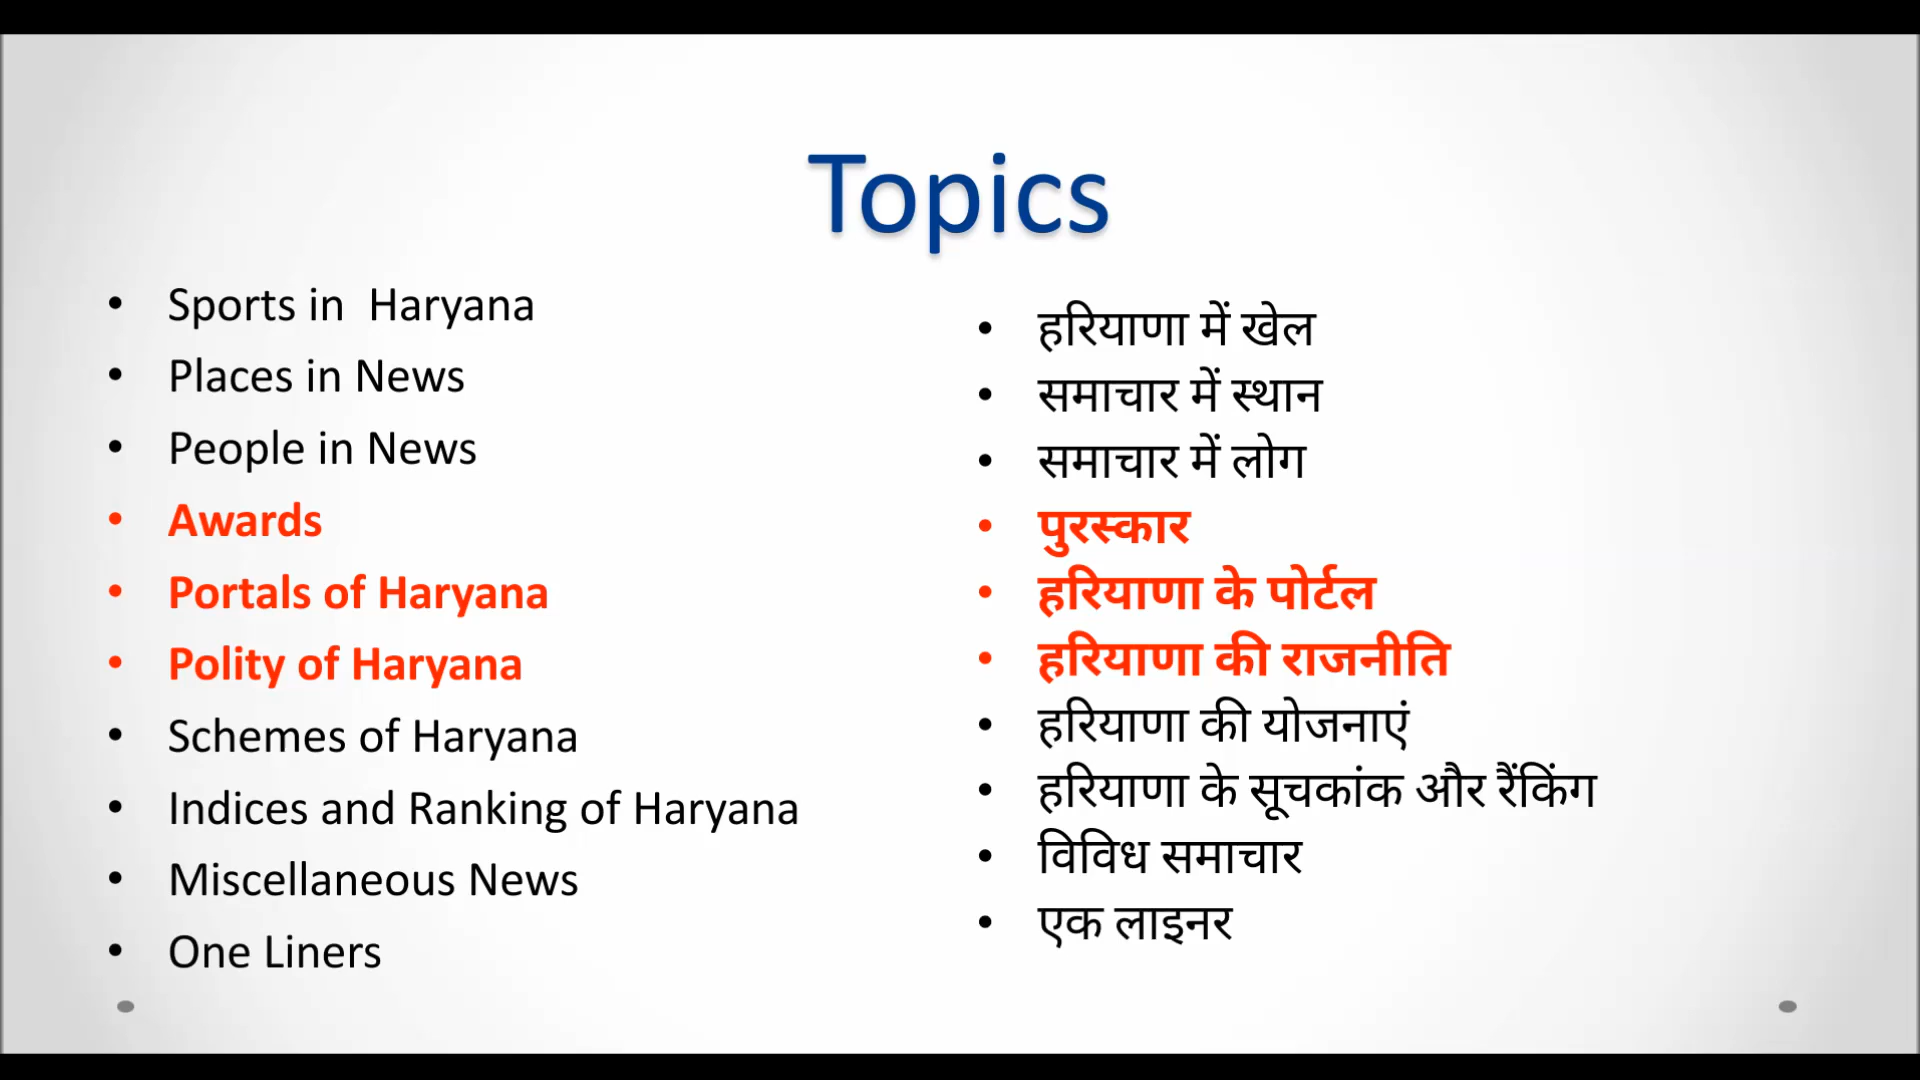 Topics
Sports in Haryana
Places in News
People in News
Awards
Portals of Haryana
Polity of Haryana
Schemes of Haryana
Indices and Ranking of Haryana
Miscellaneous News
One Liners
हरियाणा में खेल
समाचार में स्थान
समाचार में लोग
पुरस्कार
हरियाणा के पोर्टल
हरियाणा की राजनीति
हरियाणा की योजनाएं
हरियाणा के सूचकांक और रैंकिंग
विविध समाचार
एक लाइनर